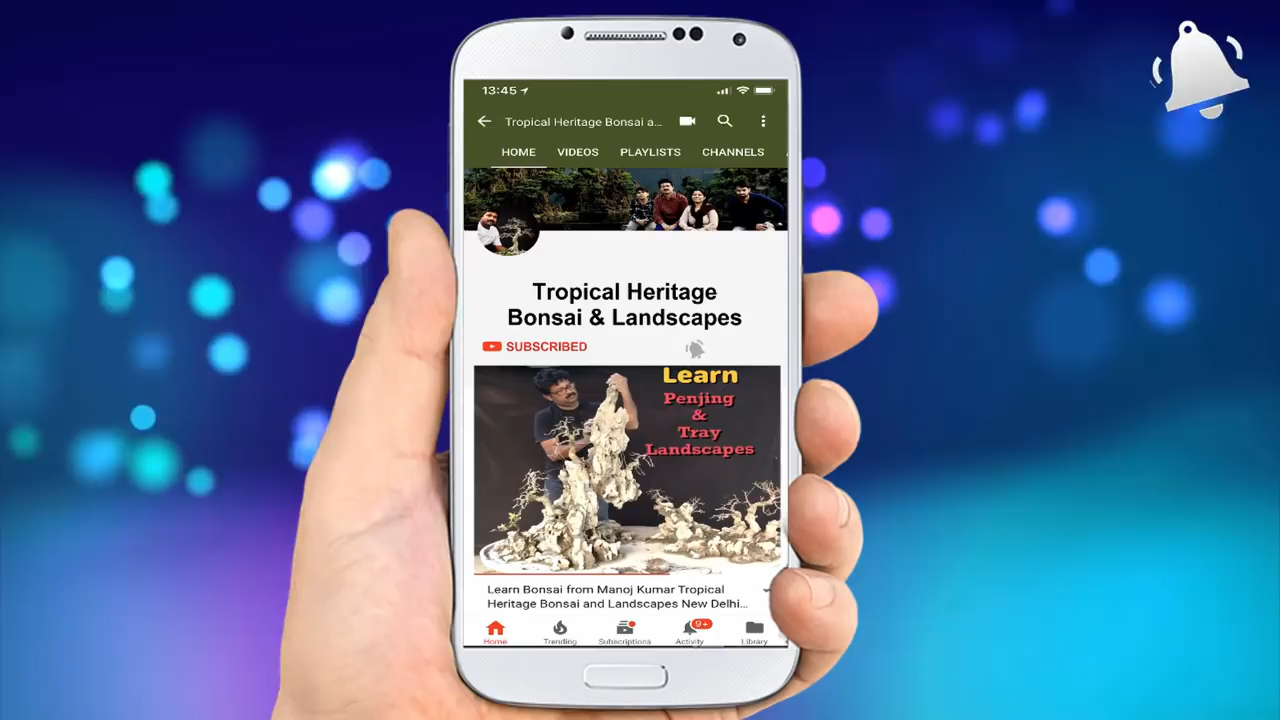 13:45
Tropical Heritage Bonsai a...
HOME VIDEOS PLAYLISTS CHANNELS
Tropical Heritage
Bonsai & Landscapes
SUBSCRIBED
Learn
Penjing
&
Tray
Landscapes
Learn Bonsai from Manoj Kumar Tropical
Heritage Bonsai and Landscapes New Delhi...
9+
Home Trending Subscriptions Activity Library